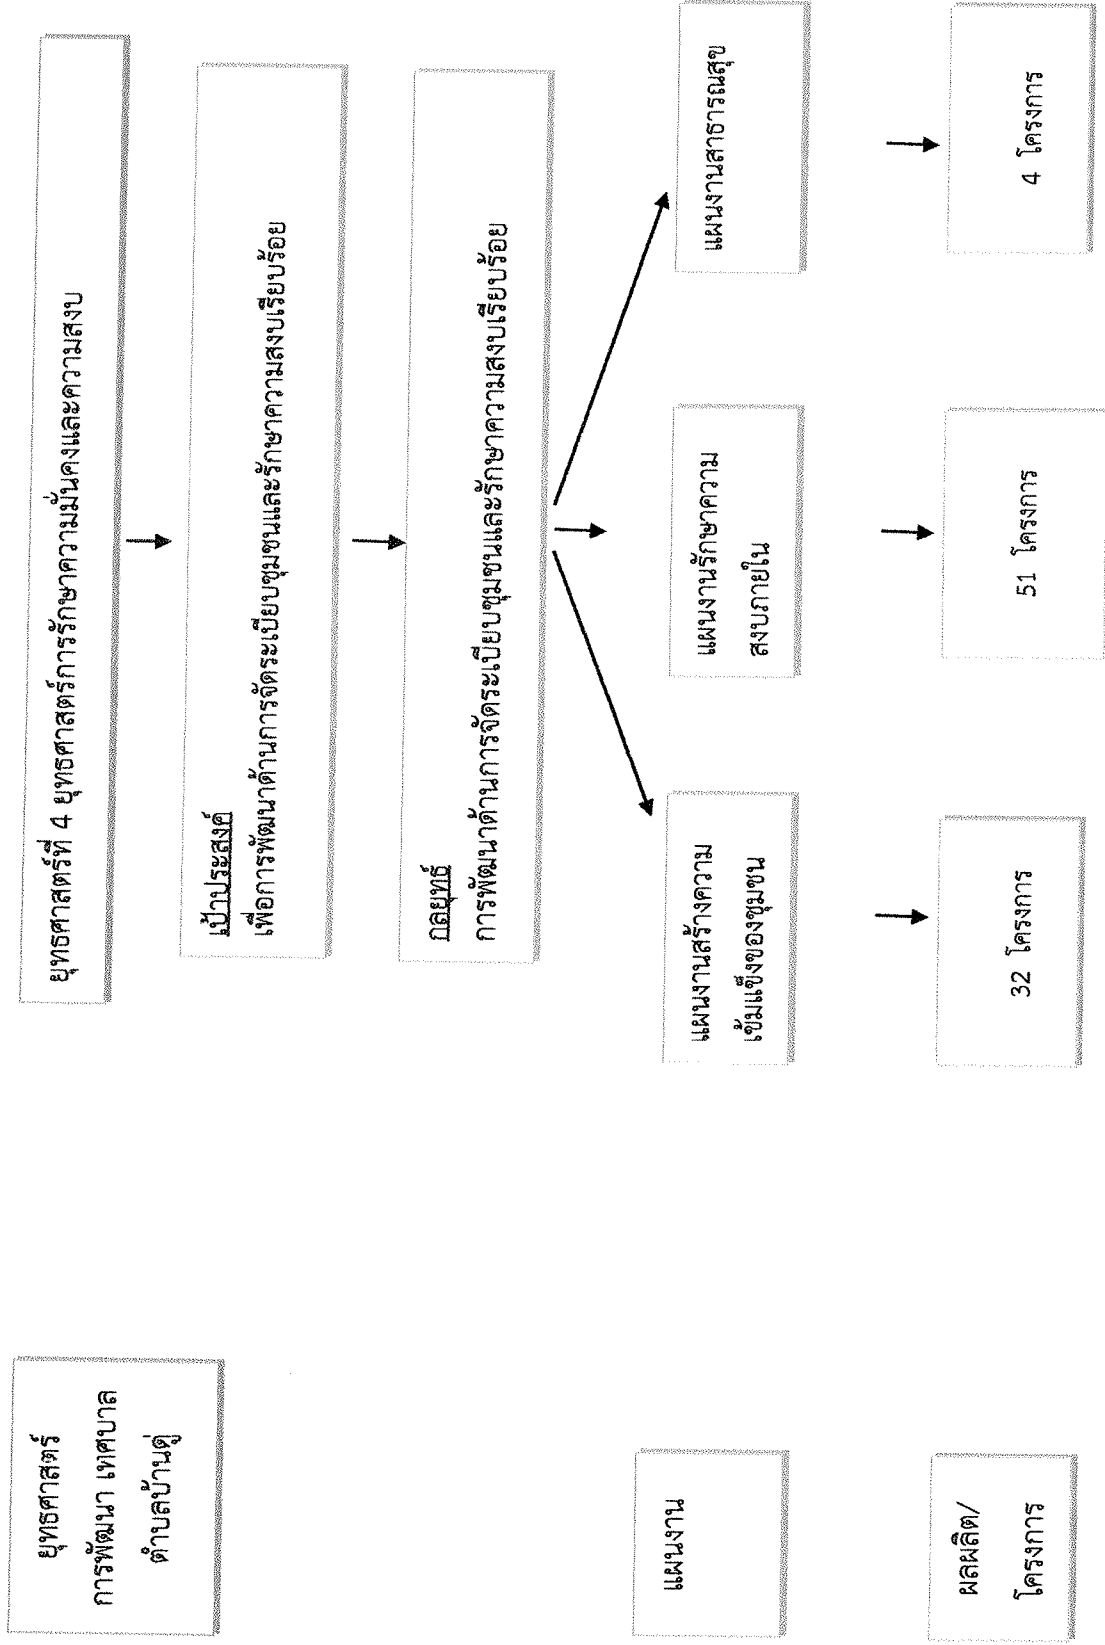 ยุทธศาสตร์
การพัฒนา เทศบาล
ตำบลบ้านดู่
ยุทธศาสตร์ที่ 4 ยุทธศาสตร์การรักษาความมั่นคงและความสงบ
เป้าประสงค์
เพื่อการพัฒนาด้านการจัดระเบียบชุมชนและรักษาความสงบเรียบร้อย
กลยุทธ์
การพัฒนาด้านการจัดระเบียบชุมชนและรักษาความสงบเรียบร้อย
แผนงาน
แผนงานสร้างความ
เข้มแข็งของชุมชน
แผนงานรักษาความ
สงบภายใน
แผนงานสาธารณสุข
ผลผลิต/
โครงการ
32 โครงการ
51 โครงการ
4 โครงการ